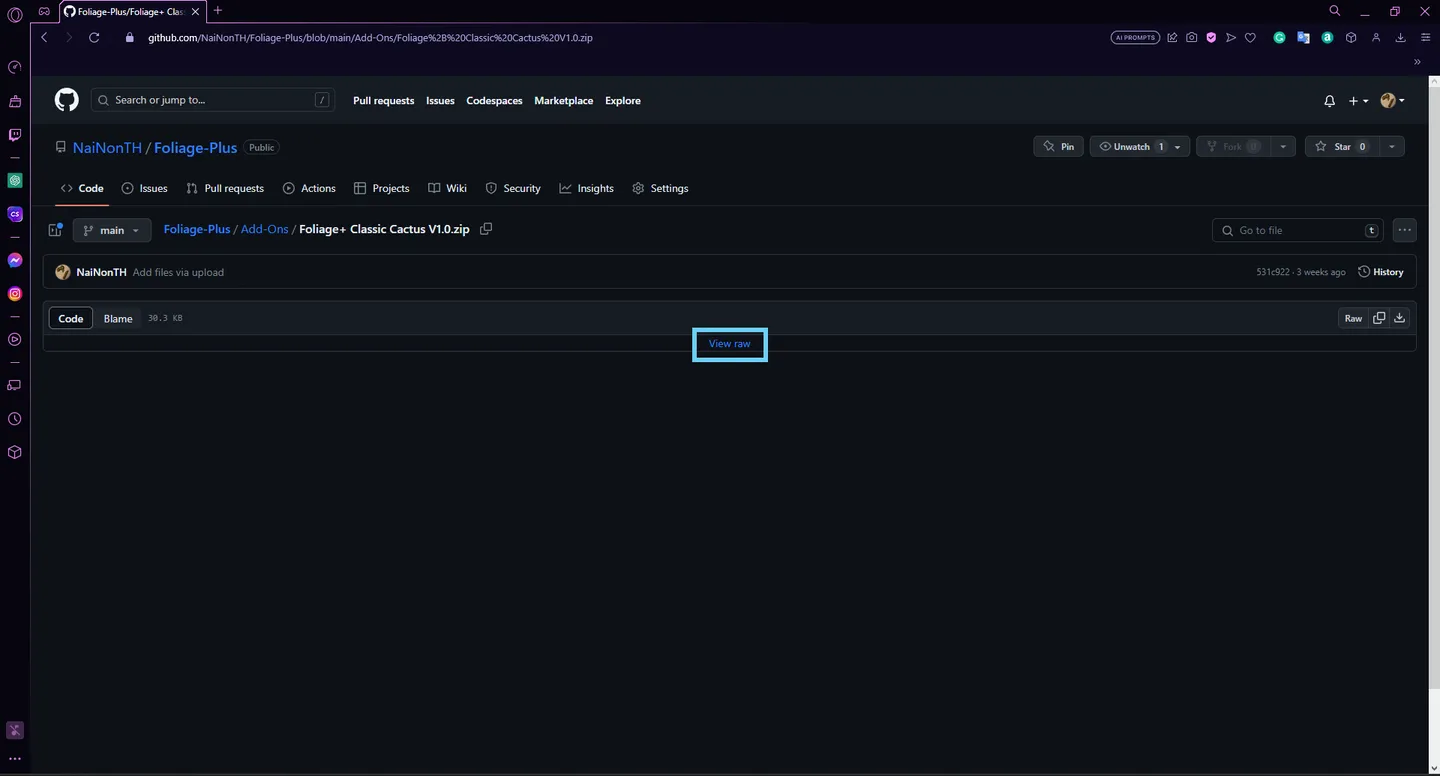 Foliage-Plus/Foliage+ Clas
github.com/NaiNonTH/Foliage-Plus/blob/main/Add-Ons/Foliage%2B%20Classic%20Cactus%20V1.0.zip
AI PROMPTS
Search or jump to... /
Pull requests Issues Codespaces Marketplace Explore
NaiNonTH / Foliage-Plus Public
Pin Unwatch 1 Fork 0 Star 0
Code Issues Pull requests Actions Projects Wiki Security Insights Settings
CS
main Foliage-Plus / Add-Ons / Foliage+ Classic Cactus V1.0.zip
Go to file t
NaiNonTH Add files via upload
531c922 · 3 weeks ago History
Code Blame 30.3 KB
Raw
View raw